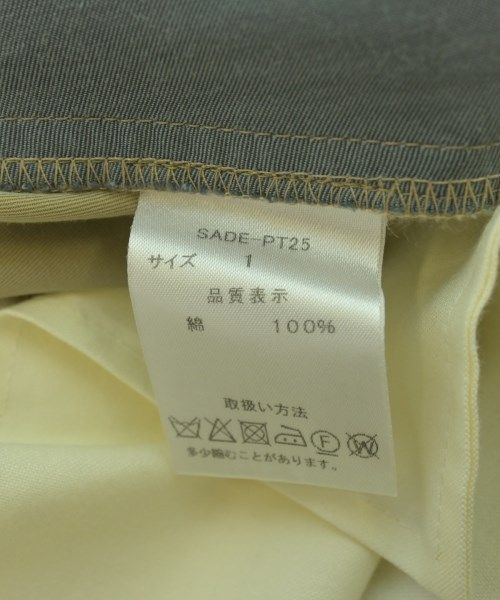 SADE-PT25
サイズ 1
品質表示
綿 100%
取扱い方法
F W
多少縮むことがあります。